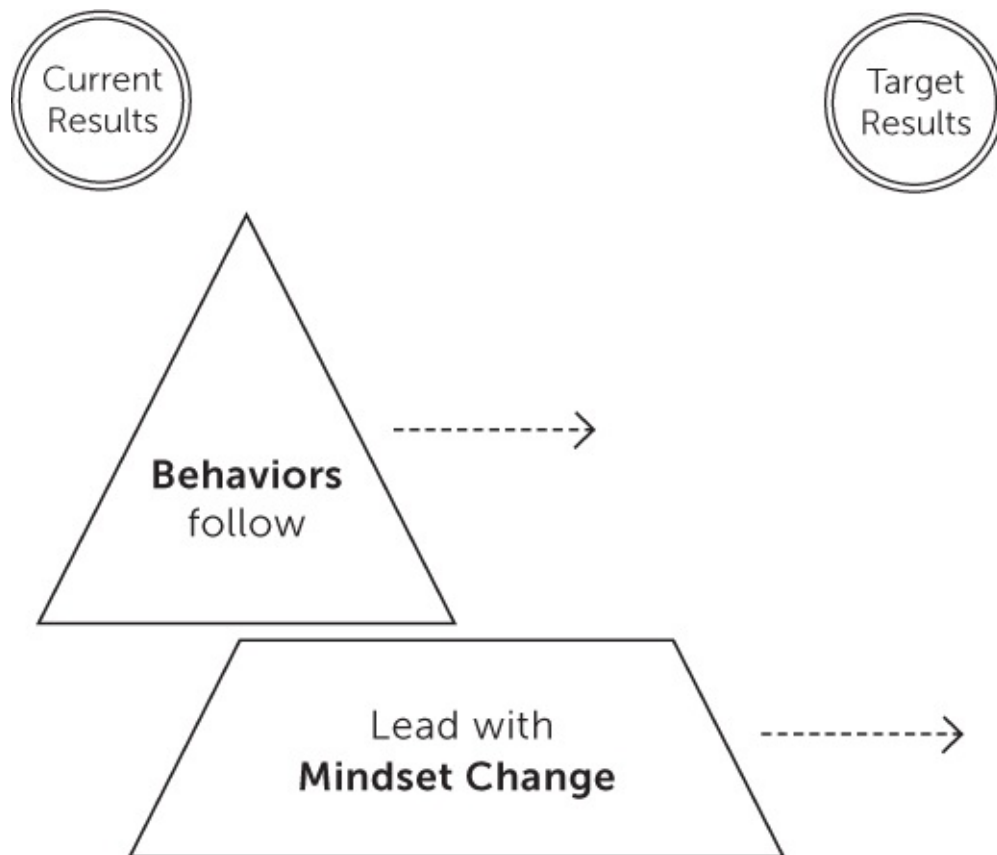 Current
Results
Target
Results
Behaviors
follow
Lead with
Mindset Change